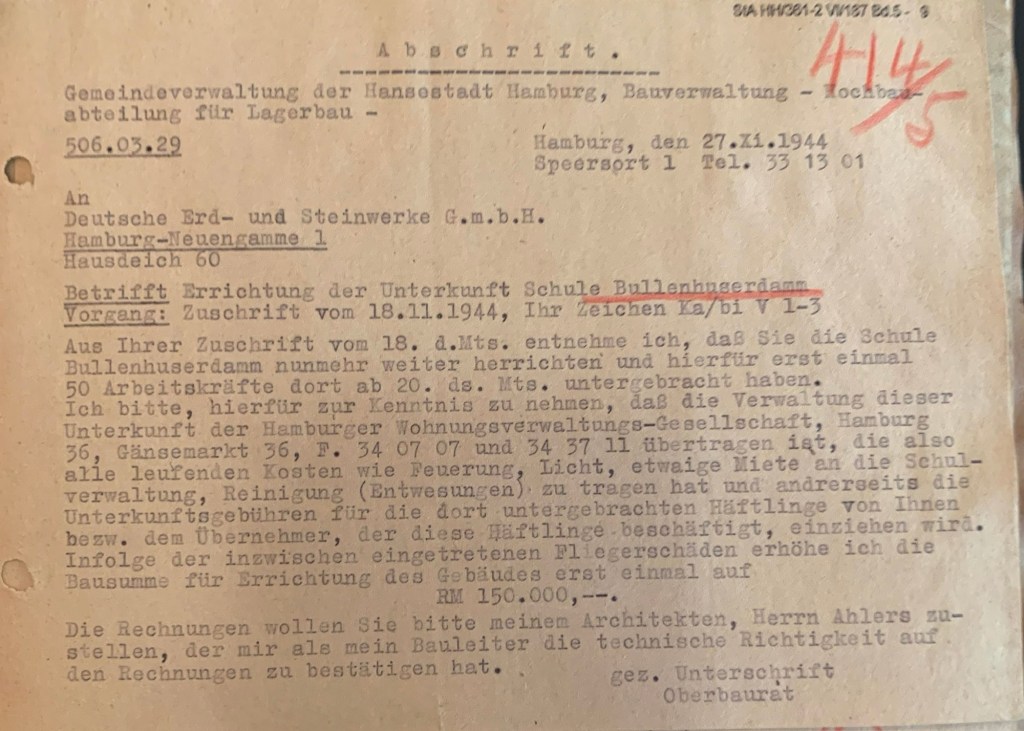 StA HH/361-2 VI/187 Bd.5 - 9
414/5
Abschrift.
Gemeindeverwaltung der Hansestadt Hamburg, Bauverwaltung - Hochbau-
abteilung für Lagerbau -
506.03.29
Hamburg, den 27.XI.1944
Speersort 1 Tel. 33 13 01
An
Deutsche Erd- und Steinwerke G.m.b.H.
Hamburg-Neuengamme 1
Hausdeich 60
Betrifft Errichtung der Unterkunft Schule Bullenhuserdamm
Vorgang: Zuschrift vom 18.11.1944, Ihr Zeichen Ka/bi V 1-3
Aus Ihrer Zuschrift vom 18. d.Mts. entnehme ich, daß Sie die Schule
Bullenhuserdamm nunmehr weiter herrichten und hierfür erst einmal
50 Arbeitskräfte dort ab 20. ds. Mts. untergebracht haben.
Ich bitte, hierfür zur Kenntnis zu nehmen, daß die Verwaltung dieser
Unterkunft der Hamburger Wohnungsverwaltungs-Gesellschaft, Hamburg
36, Gänsemarkt 36, F. 34 07 07 und 34 37 11 übertragen ist, die also
alle leufenden Kosten wie Feuerung, Licht, etwaige Miete an die Schul-
verwaltung, Reinigung (Entwesungen) zu tragen hat und andrerseits die
Unterkunftsgebühren für die dort untergebrachten Häftlinge von Ihnen
bezw. dem Übernehmer, der diese Häftlinge beschäftigt, einziehen wird.
Infolge der inzwischen eingetretenen Fliegerschäden erhöhe ich die
Bausumme für Errichtung des Gebäudes erst einmal auf
RM 150.000,--.
Die Rechnungen wollen Sie bitte meinem Architekten, Herrn Ahlers zu-
stellen, der mir als mein Bauleiter die technische Richtigkeit auf
den Rechnungen zu bestätigen hat.
gez. Unterschrift
Oberbaurat